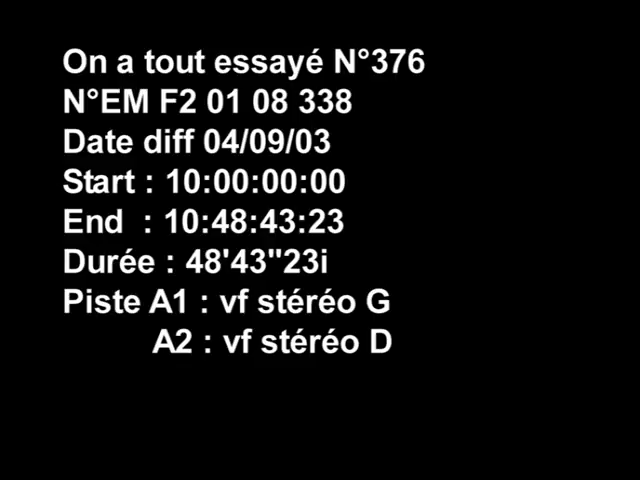 On a tout essayé N°376
N°EM F2 01 08 338
Date diff 04/09/03
Start : 10:00:00:00
End : 10:48:43:23
Durée : 48'43"23i
Piste A1 : vf stéréo G
A2 : vf stéréo D